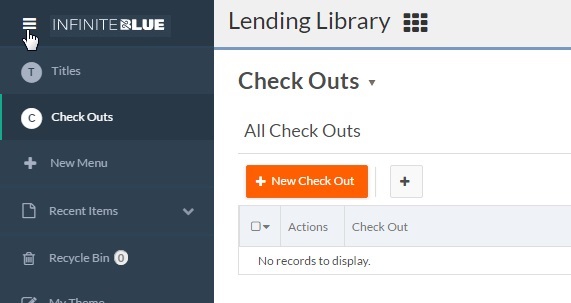 INFINITEBLUE
T Titles
C Check Outs
New Menu
Recent Items
Recycle Bin 0
My Theme
Lending Library
Check Outs
All Check Outs
New Check Out
Actions Check Out
No records to display.